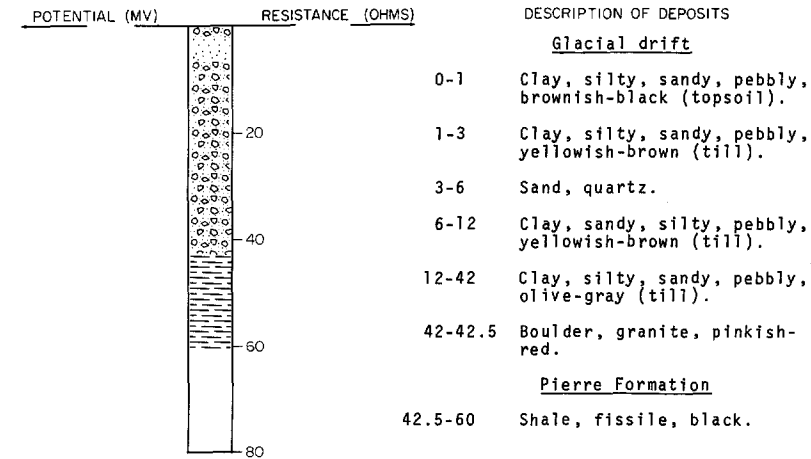 POTENTIAL (MV) RESISTANCE (OHMS) DESCRIPTION OF DEPOSITS
Glacial drift
0-1 Clay, silty, sandy, pebbly,
brownish-black (topsoil).
1-3 Clay, silty, sandy, pebbly,
yellowish-brown (till).
20
3-6 Sand, quartz.
6-12 Clay, sandy, silty, pebbly,
yellowish-brown (till).
40
12-42 Clay, silty, sandy, pebbly,
olive-gray (till).
42-42.5 Boulder, granite, pinkish-
red.
60
Pierre Formation
42.5-60 Shale, fissile, black.
80